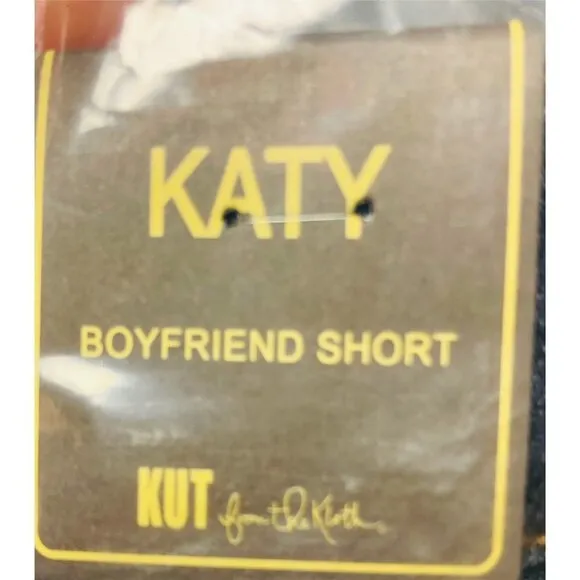 KATY
BOYFRIEND SHORT
KUT from the Kloth